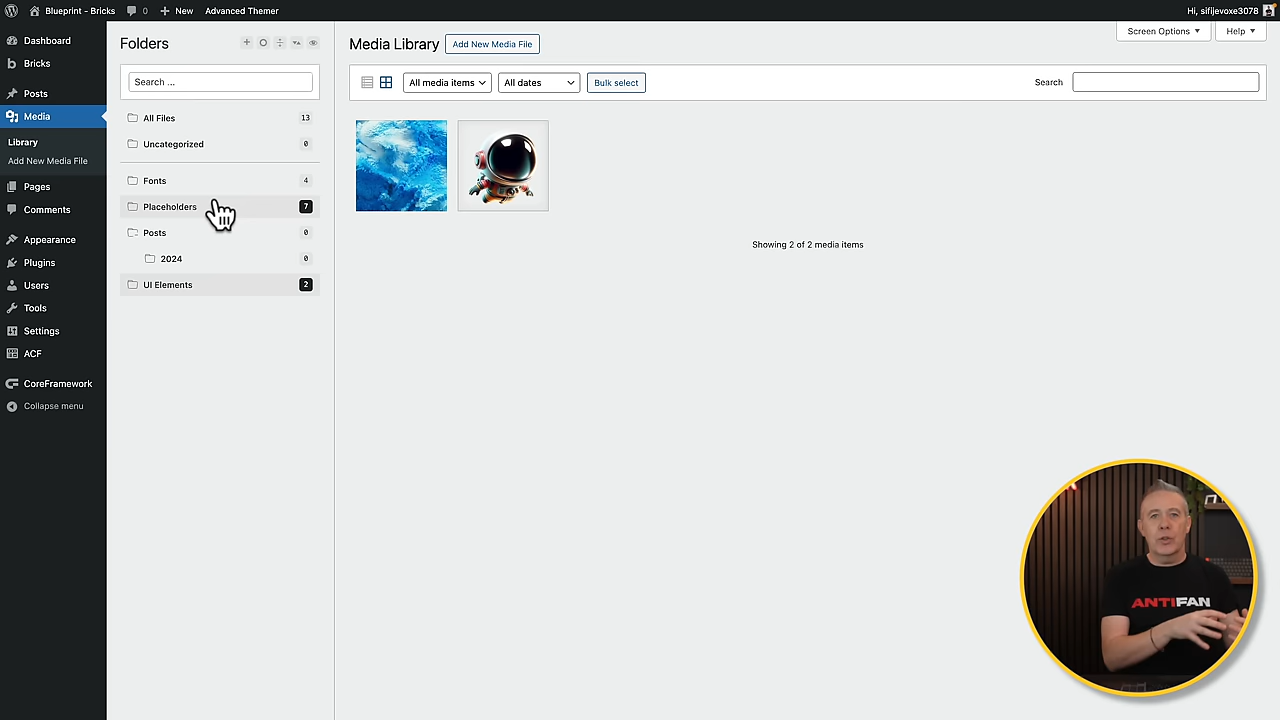 Blueprint - Bricks
0
New
Advanced Themer
Hi, sifijevoxe3078
Dashboard
Bricks
Posts
Media
Library
Add New Media File
Pages
Comments
Appearance
Plugins
Users
Tools
Settings
ACF
CoreFramework
Collapse menu
Folders
Search ...
All Files 13
Uncategorized 0
Fonts 4
Placeholders 7
Posts 0
2024 0
UI Elements 2
Media Library
Add New Media File
Screen Options
Help
All media items
All dates
Bulk select
Search
Showing 2 of 2 media items
ANTIFAN